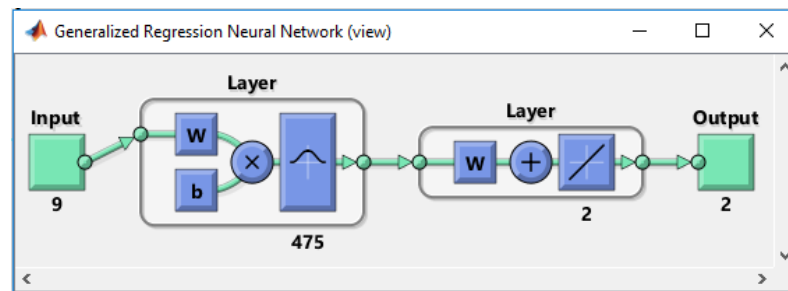 Generalized Regression Neural Network (view)
Layer
Layer
Input
Output
W
b
W
9
475
2
2